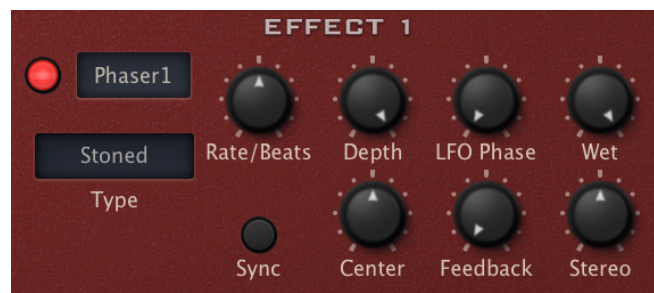 EFFECT 1
Phaser1
Stoned
Type
Rate/Beats
Depth
LFO Phase
Wet
Sync
Center
Feedback
Stereo